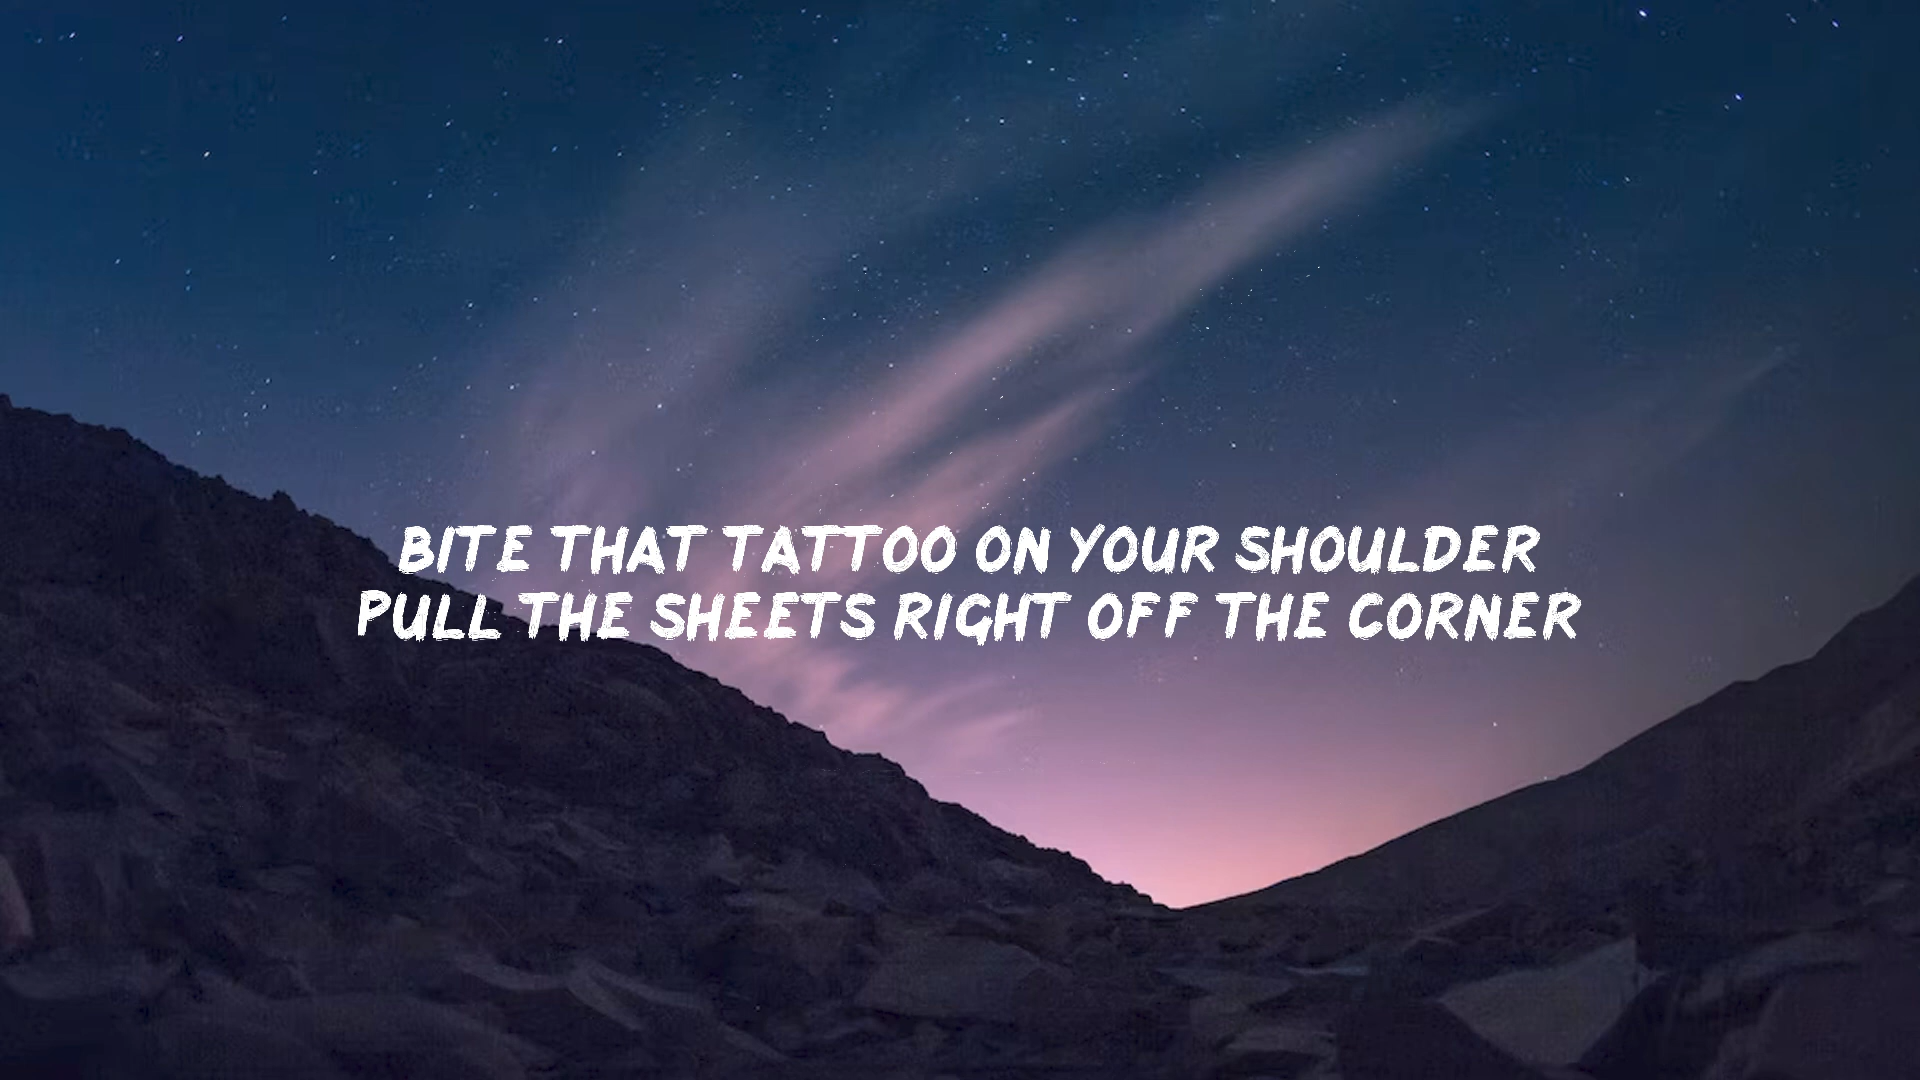 BITE THAT TATTOO ON YOUR SHOULDER
PULL THE SHEETS RIGHT OFF THE CORNER